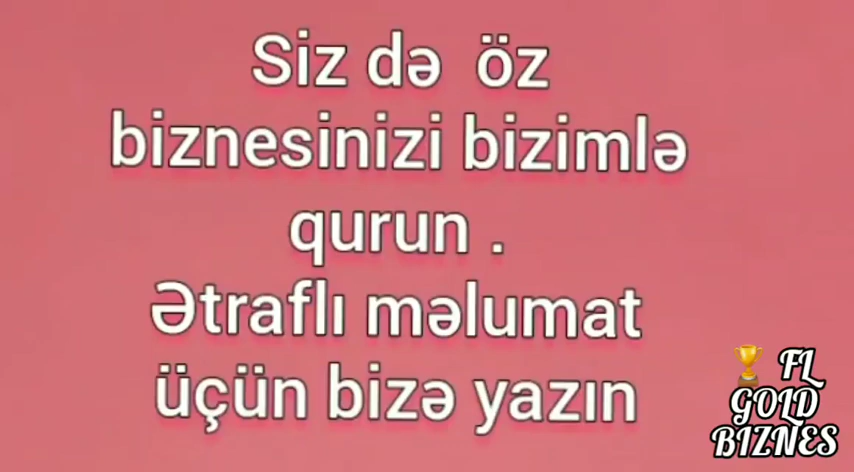 Siz də öz
biznesinizi bizimlə
qurun .
Ətraflı məlumat
üçün bizə yazın
🏆 FL
GOLD
BIZNES